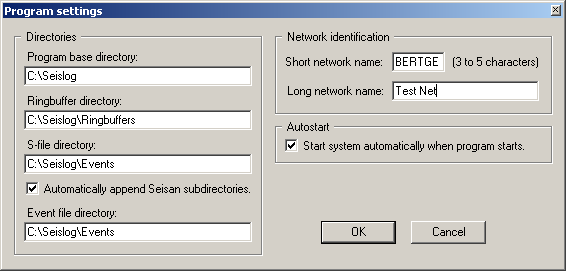 Program settings
Directories
Program base directory:
C:\Seislog
Ringbuffer directory:
C:\Seislog\Ringbuffers
S-file directory:
C:\Seislog\Events
Automatically append Seisan subdirectories.
Event file directory:
C:\Seislog\Events
Network identification
Short network name: BERTGE (3 to 5 characters)
Long network name: Test Net
Autostart
Start system automatically when program starts.
OK Cancel